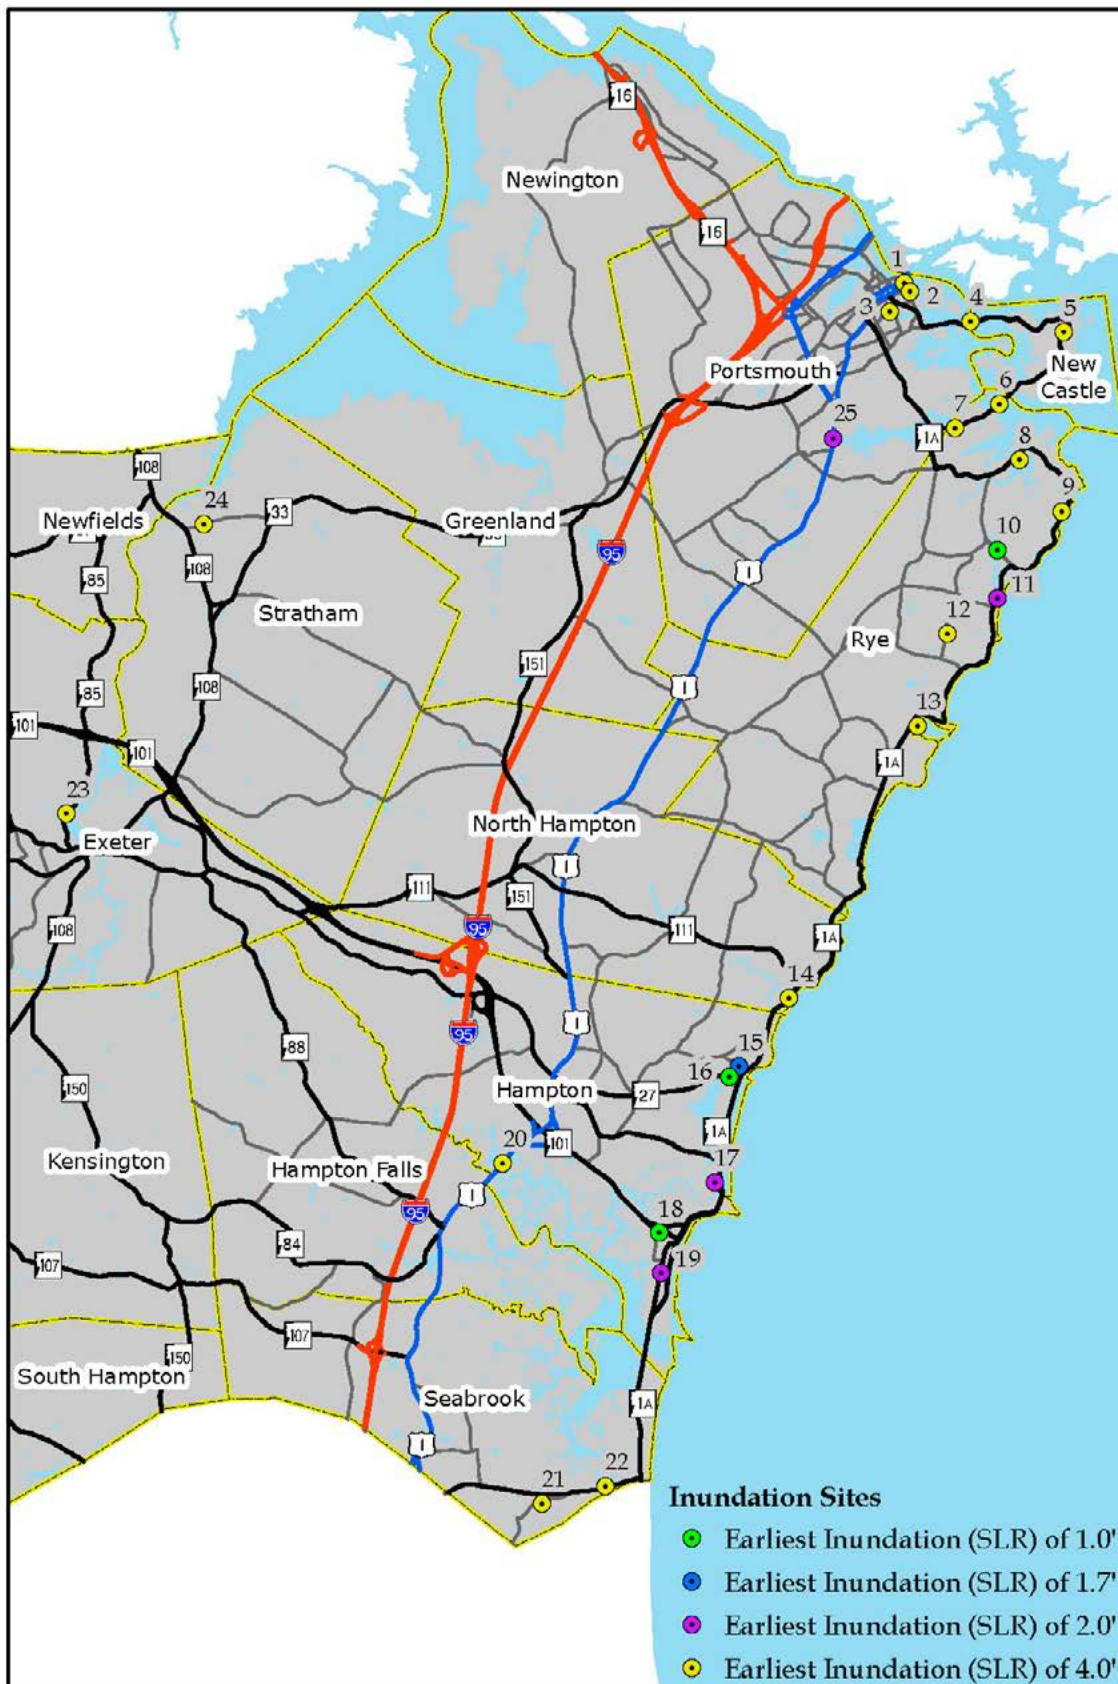 16
Newington
16
1
2
3
4
5
Portsmouth
New
Castle
6
25
7
1A
8
108
24
9
33
Newfields
Greenland
10
95
85
108
1
11
Stratham
12
Rye
151
108
1
85
13
101
101
1A
23
North Hampton
Exeter
1
111
151
108
95
111
1A
14
1
95
88
15
16
150
Hampton
27
1A
20
101
Kensington
Hampton Falls
17
1
95
18
84
107
19
107
150
South Hampton
Seabrook
1A
1
22
21
Inundation Sites
Earliest Inundation (SLR) of 1.0'
Earliest Inundation (SLR) of 1.7'
Earliest Inundation (SLR) of 2.0'
Earliest Inundation (SLR) of 4.0'